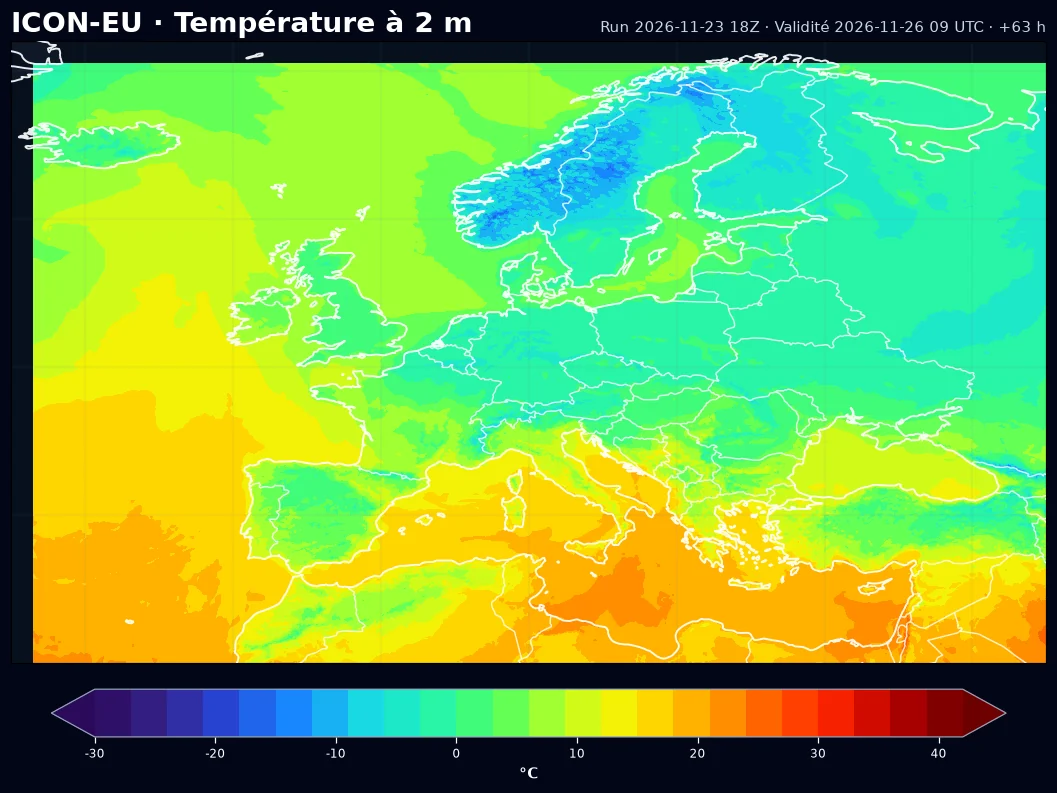 ICON-EU · Température à 2 m
Run 2026-11-23 18Z · Validité 2026-11-26 09 UTC · +63 h
-30 -20 -10 0 10 20 30 40
°C